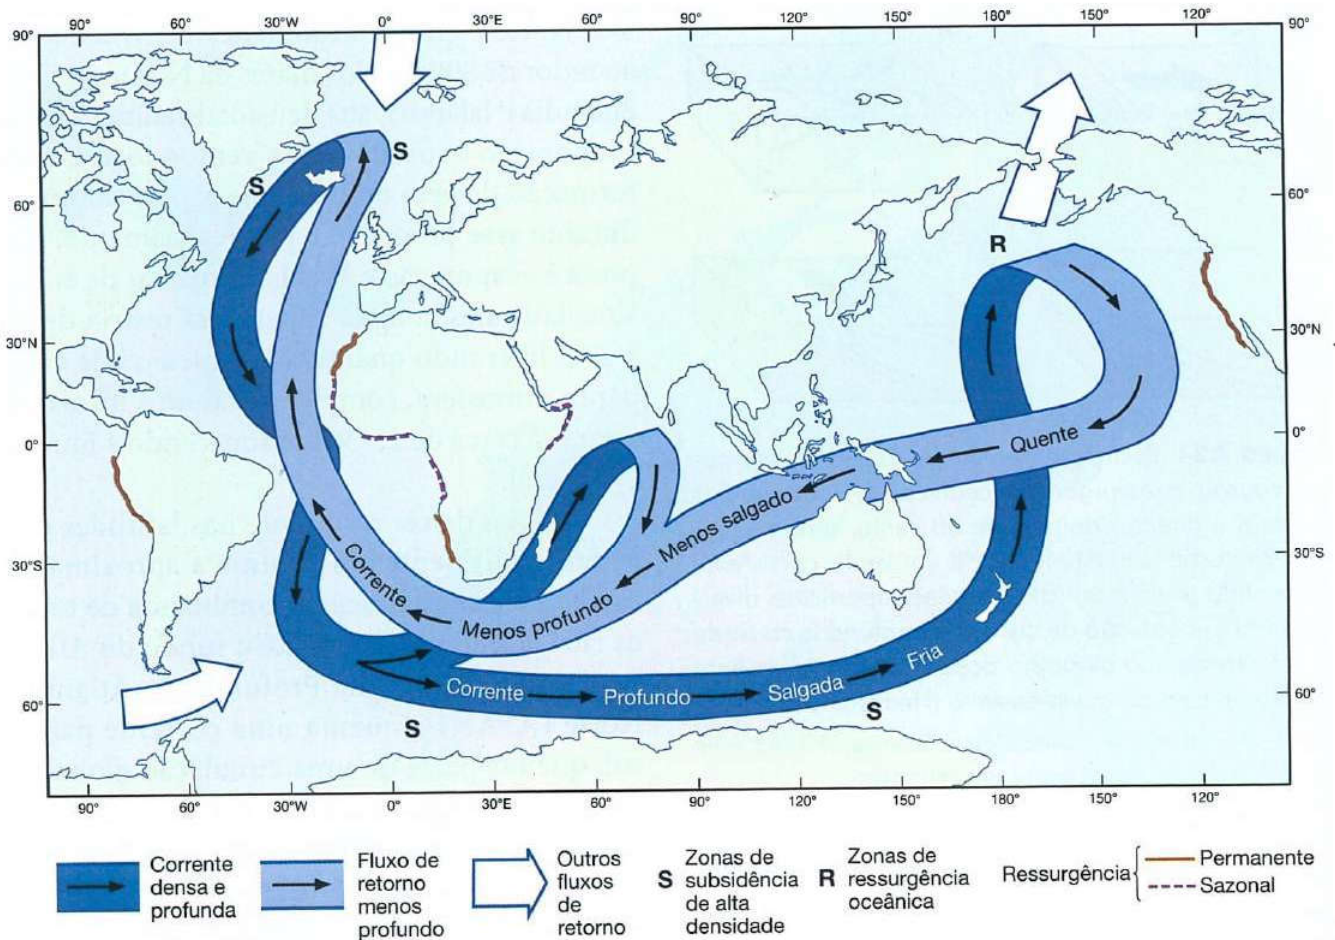 90° 60° 30°W 0° 30°E 60° 90° 120° 150° 180° 150° 120° 90°
90°
60°
30°N
0°
30°S
60°
90°
60°
30°N
0°
30°S
60°
S
S
R
Quente
Menos salgado
Menos profundo
Corrente
Corrente
Profundo
Salgada
Fria
S
S
90° 60° 30°W 0° 30°E 60° 90° 120° 150° 180° 150° 120°
Corrente
densa e
profunda
Fluxo de
retorno
menos
profundo
Outros
fluxos
de
retorno
S
Zonas de
subsidência
de alta
densidade
R
Zonas de
ressurgência
oceânica
Ressurgência
Permanente
Sazonal